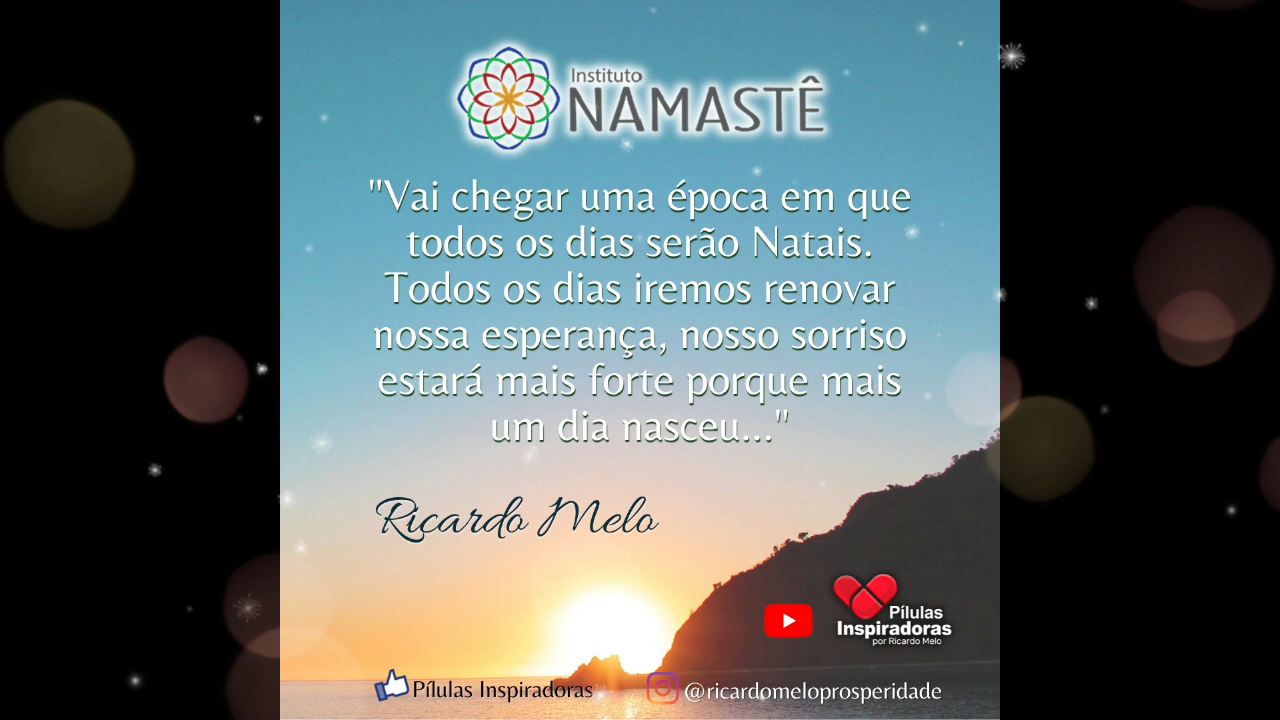 Instituto
NAMASTÊ
"Vai chegar uma época em que
todos os dias serão Natais.
Todos os dias iremos renovar
nossa esperança, nosso sorriso
estará mais forte porque mais
um dia nasceu..."
Ricardo Melo
Pílulas
Inspiradoras
por Ricardo Melo
Pílulas Inspiradoras
@ricardomeloprosperidade